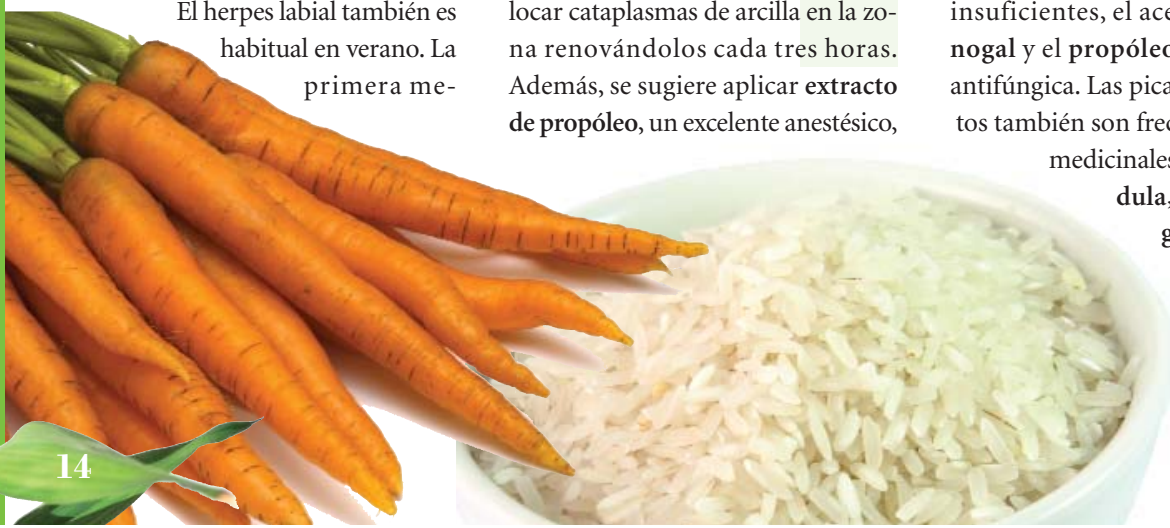 El herpes labial también es
habitual en verano. La
primera me-
locar cataplasmas de arcilla en la zo-
na renovándolos cada tres horas.
Además, se sugiere aplicar extracto
de propóleo, un excelente anestésico,
insuficientes, el ace
nogal y el propóleo
antifúngica. Las pica
tos también son frec
medicinales
dula,
g
14